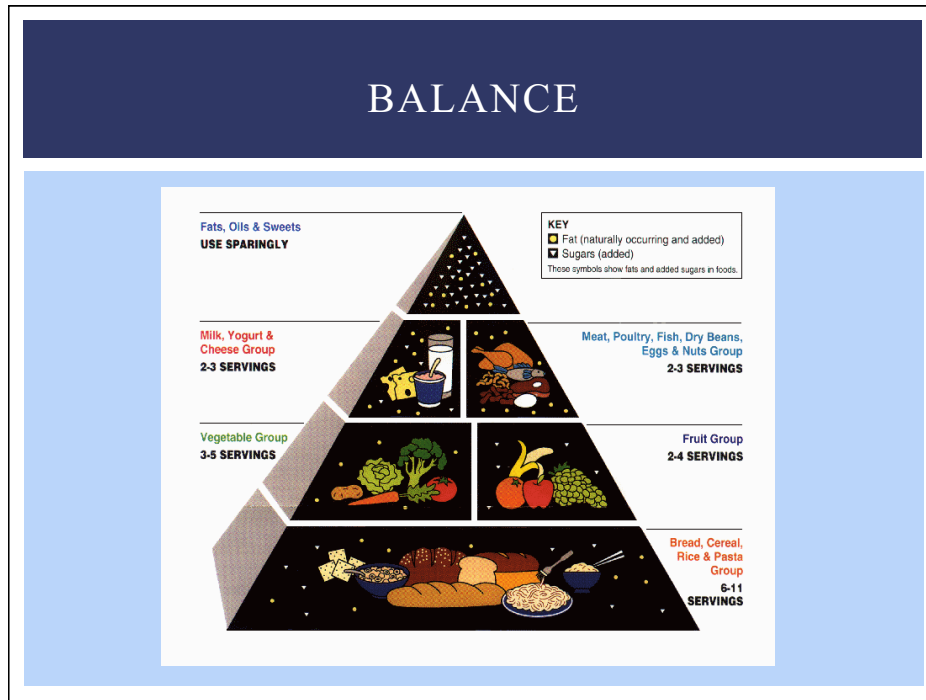 BALANCE
Fats, Oils & Sweets
USE SPARINGLY
KEY
Fat (naturally occurring and added)
Sugars (added)
These symbols show fats and added sugars in foods.
Milk, Yogurt &
Cheese Group
2-3 SERVINGS
Meat, Poultry, Fish, Dry Beans,
Eggs & Nuts Group
2-3 SERVINGS
Vegetable Group
3-5 SERVINGS
Fruit Group
2-4 SERVINGS
Bread, Cereal,
Rice & Pasta
Group
6-11
SERVINGS